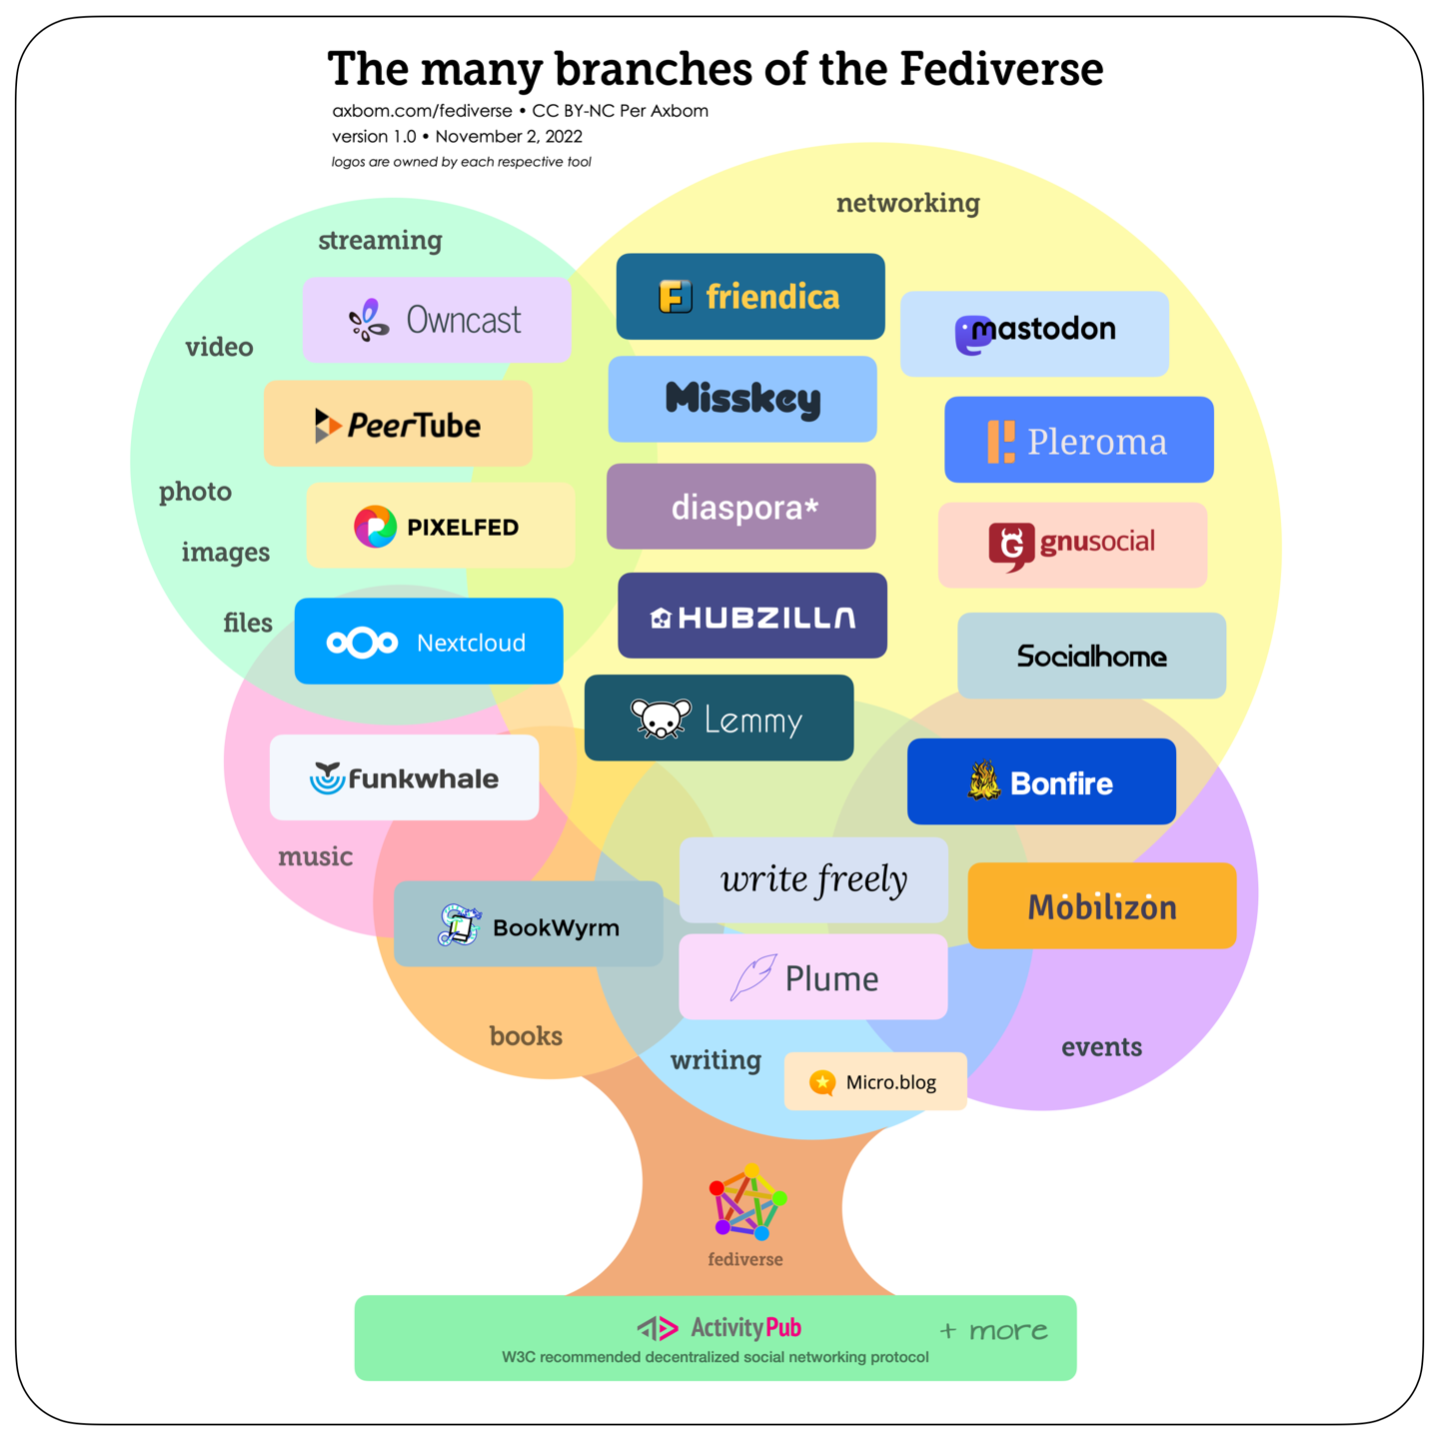 The many branches of the Fediverse
axbom.com/fediverse • CC BY-NC Per Axbom
version 1.0 • November 2, 2022
logos are owned by each respective tool
networking
streaming
Owncast
friendica
mastodon
video
PeerTube
Misskey
Pleroma
photo
PIXELFED
diaspora*
gnusocial
images
files
Nextcloud
HUBZILLA
Socialhome
Lemmy
funkwhale
Bonfire
music
write freely
Mobilizon
BookWyrm
Plume
books
writing
events
Micro.blog
fediverse
ActivityPub
+ more
W3C recommended decentralized social networking protocol